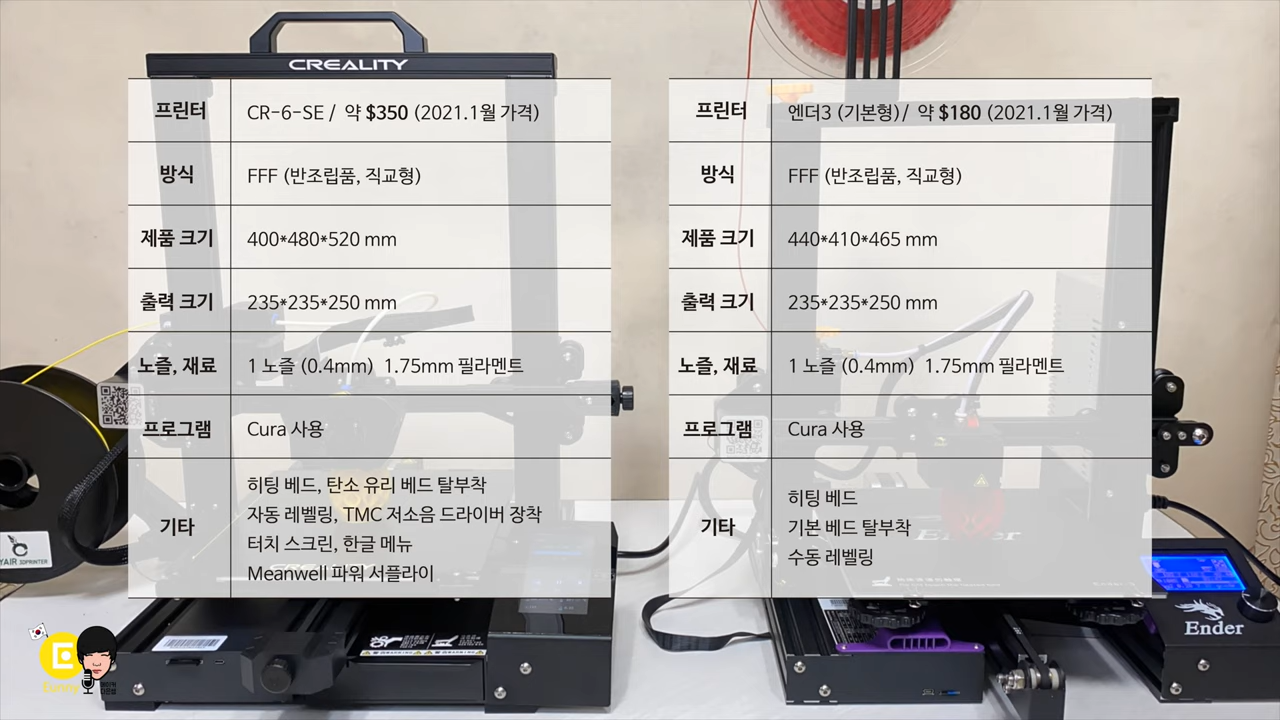 CREALITY
프린터 CR-6-SE / 약 $350 (2021.1월 가격)
방식 FFF (반조립품, 직교형)
제품 크기 400*480*520 mm
출력 크기 235*235*250 mm
노즐, 재료 1 노즐 (0.4mm) 1.75mm 필라멘트
프로그램 Cura 사용
기타
히팅 베드, 탄소 유리 베드 탈부착
자동 레벨링, TMC 저소음 드라이버 장착
터치 스크린, 한글 메뉴
Meanwell 파워 서플라이
프린터 엔더3 (기본형)/ 약 $180 (2021.1월 가격)
방식 FFF (반조립품, 직교형)
제품 크기 440*410*465 mm
출력 크기 235*235*250 mm
노즐, 재료 1 노즐 (0.4mm) 1.75mm 필라멘트
프로그램 Cura 사용
기타
히팅 베드
기본 베드 탈부착
수동 레벨링
Ender
3DPRINTER
Ender